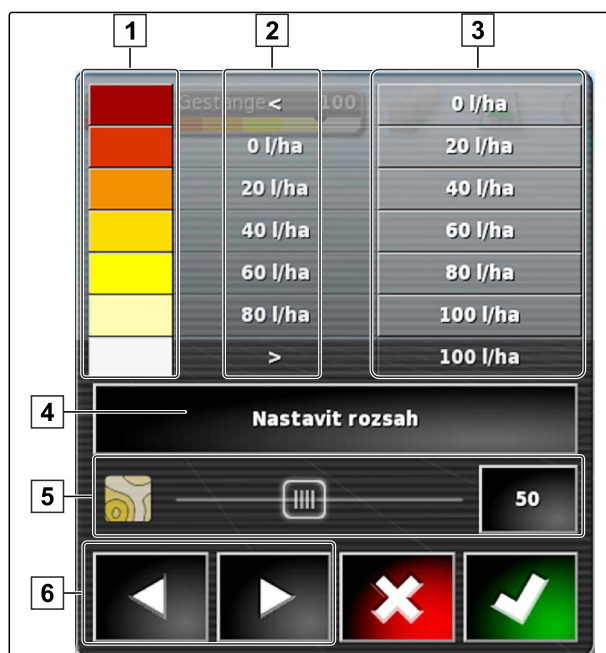 1 2 3
Gestänge 100
< 0 l/ha
0 l/ha 20 l/ha
20 l/ha 40 l/ha
40 l/ha 60 l/ha
60 l/ha 80 l/ha
80 l/ha 100 l/ha
> 100 l/ha
4 Nastavit rozsah
5 50
6